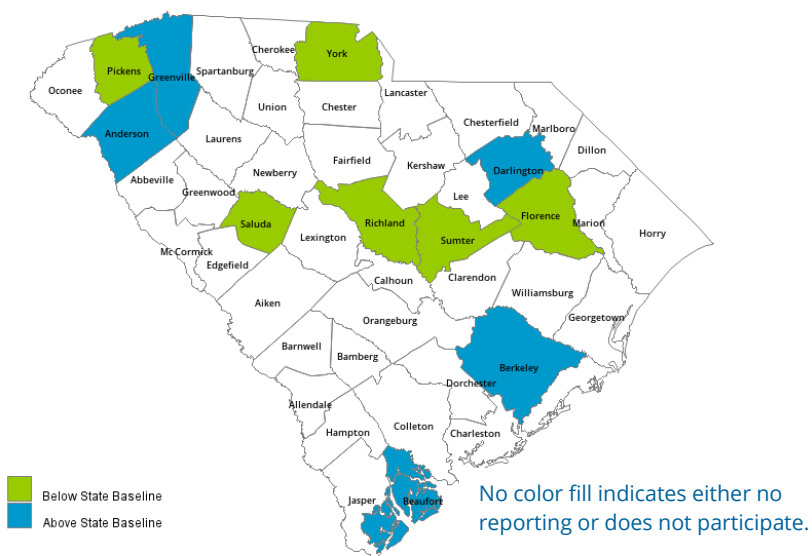 York
Cherokee
Pickens
Spartanburg
Greenville
Oconee
Lancaster
Union
Chester
Chesterfield
Marlboro
Anderson
Laurens
Dillon
Fairfield
Kershaw
Darlington
Newberry
Abbeville
Greenwood
Lee
Florence
Saluda
Richland
Marion
Horry
Lexington
Sumter
Mc Cormick
Edgefield
Clarendon
Calhoun
Williamsburg
Aiken
Georgetown
Orangeburg
Barnwell
Bamberg
Berkeley
Dorchester
Allendale
Colleton
Hampton
Charleston
Jasper
Beaufort
Below State Baseline
Above State Baseline
No color fill indicates either no
reporting or does not participate.